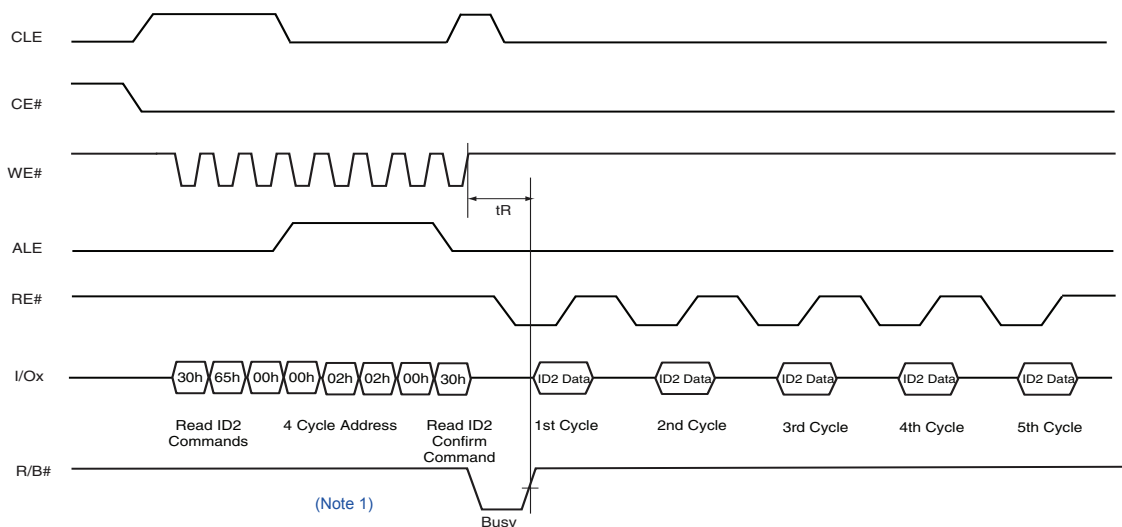 CLE
CE#
WE#
tR
ALE
RE#
I/Ox
30h 65h 00h 00h 02h 02h 00h 30h ID2 Data ID2 Data ID2 Data ID2 Data ID2 Data
Read ID2
Commands
4 Cycle Address
Read ID2
Confirm
Command
1st Cycle
2nd Cycle
3rd Cycle
4th Cycle
5th Cycle
R/B#
(Note 1)
Busy